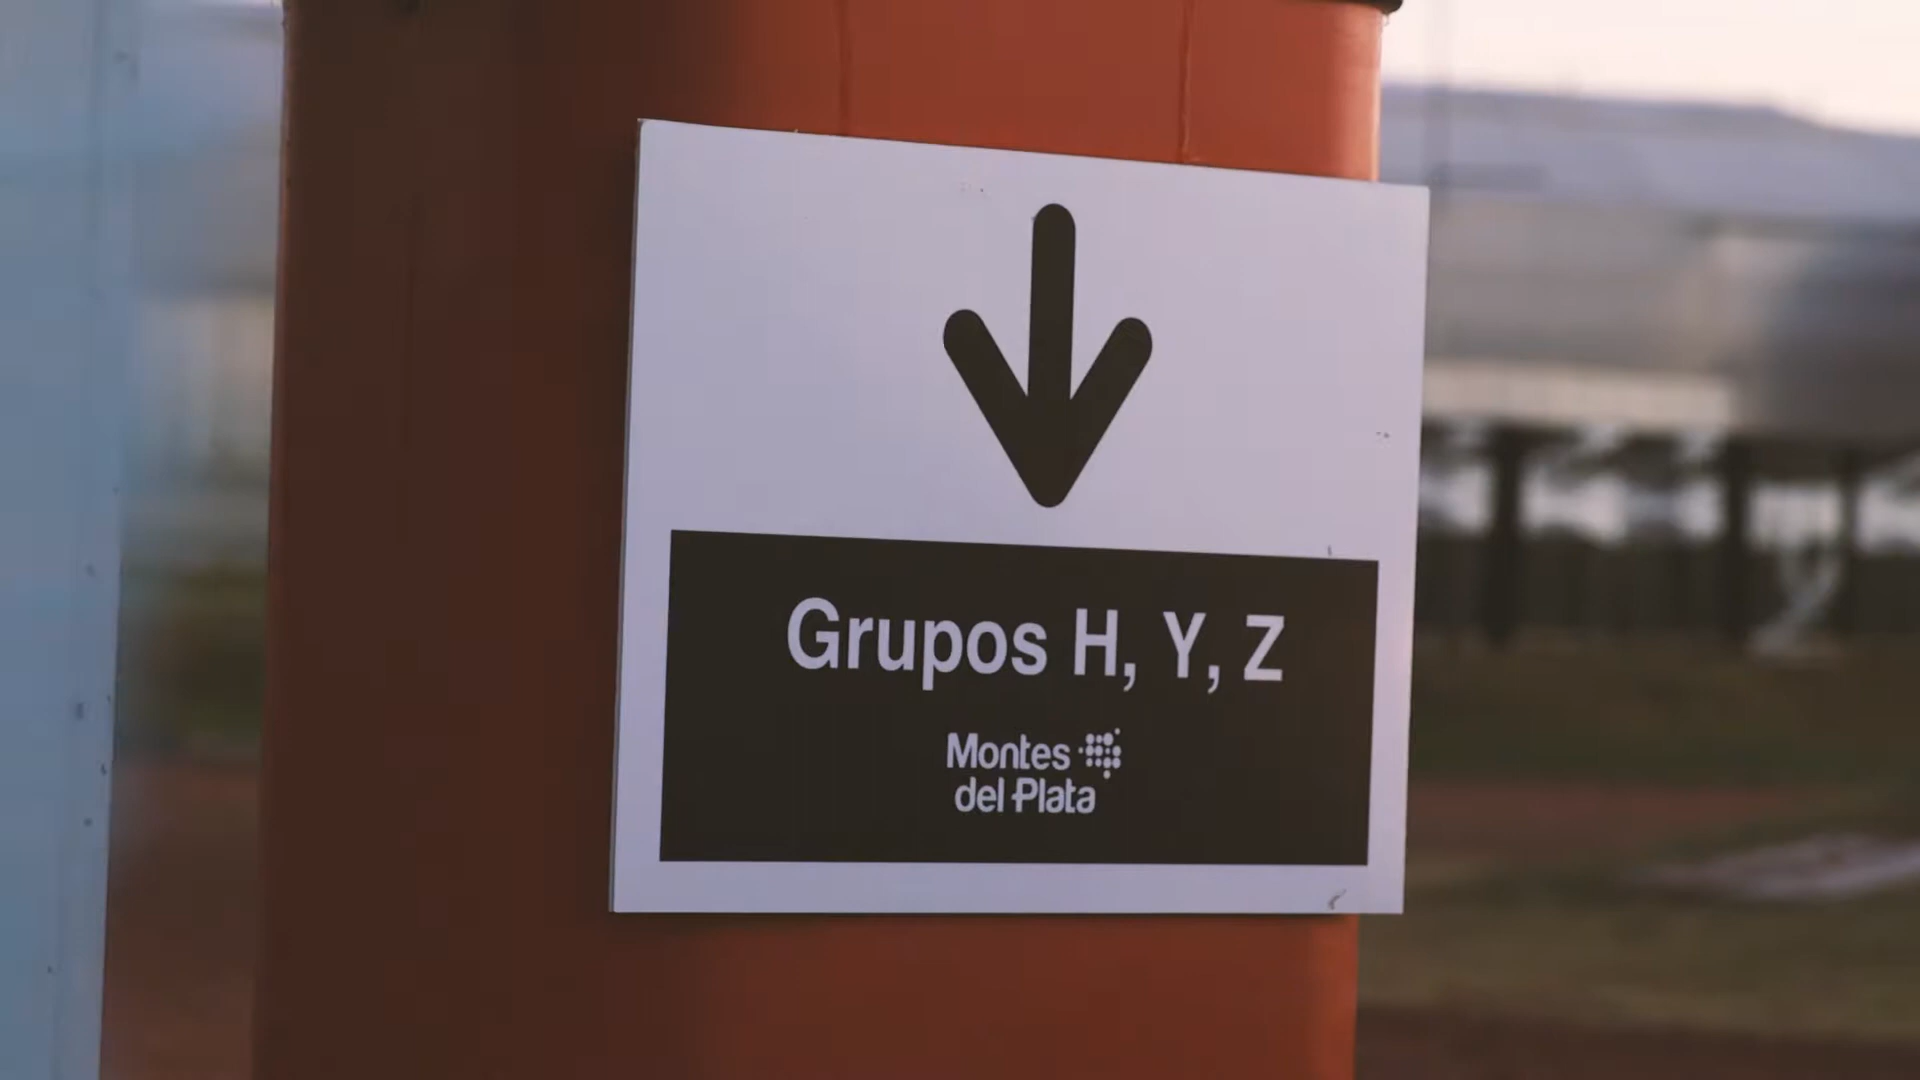 Grupos H, Y, Z
Montes
del Plata